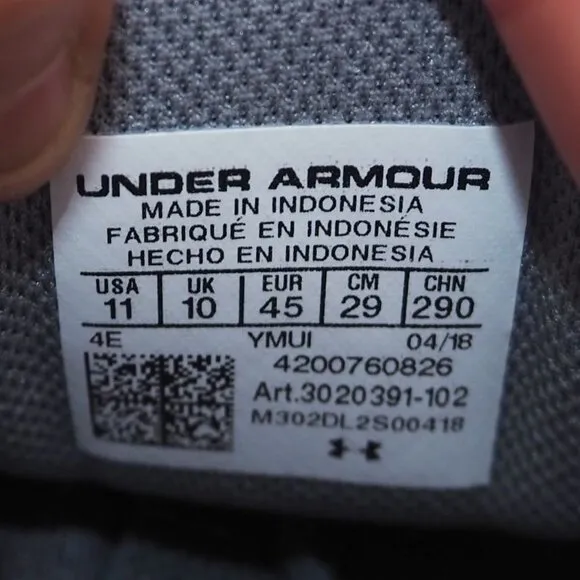 UNDER ARMOUR
MADE IN INDONESIA
FABRIQUÉ EN INDONÉSIE
HECHO EN INDONESIA
USA UK EUR CM CHN
11 10 45 29 290
4E YMUI 04/18
4200760826
Art.3020391-102
M302DL2S00418